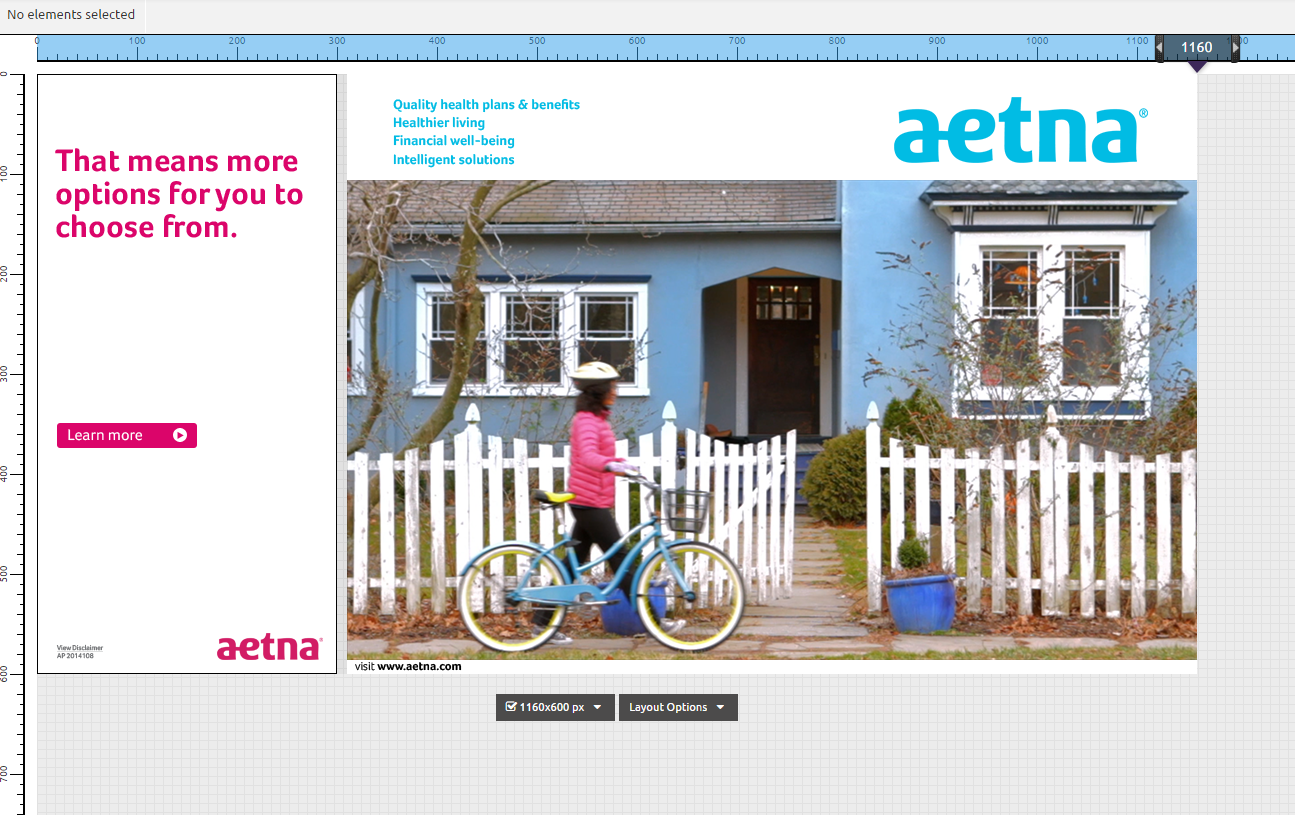 No elements selected
0 100 200 300 400 500 600 700 800 900 1000 1100
1160
0
100
200
300
400
500
600
700
That means more
options for you to
choose from.
Learn more
View Disclaimer
AP 2014108
aetna®
Quality health plans & benefits
Healthier living
Financial well-being
Intelligent solutions
aetna®
visit www.aetna.com
1160x600 px
Layout Options